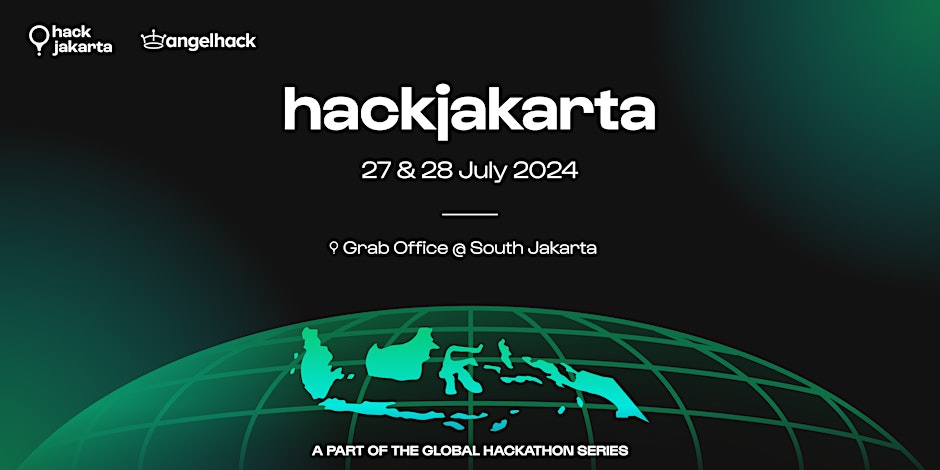 hack
jakarta
angelhack
hackjakarta
27 & 28 July 2024
Grab Office @ South Jakarta
A PART OF THE GLOBAL HACKATHON SERIES